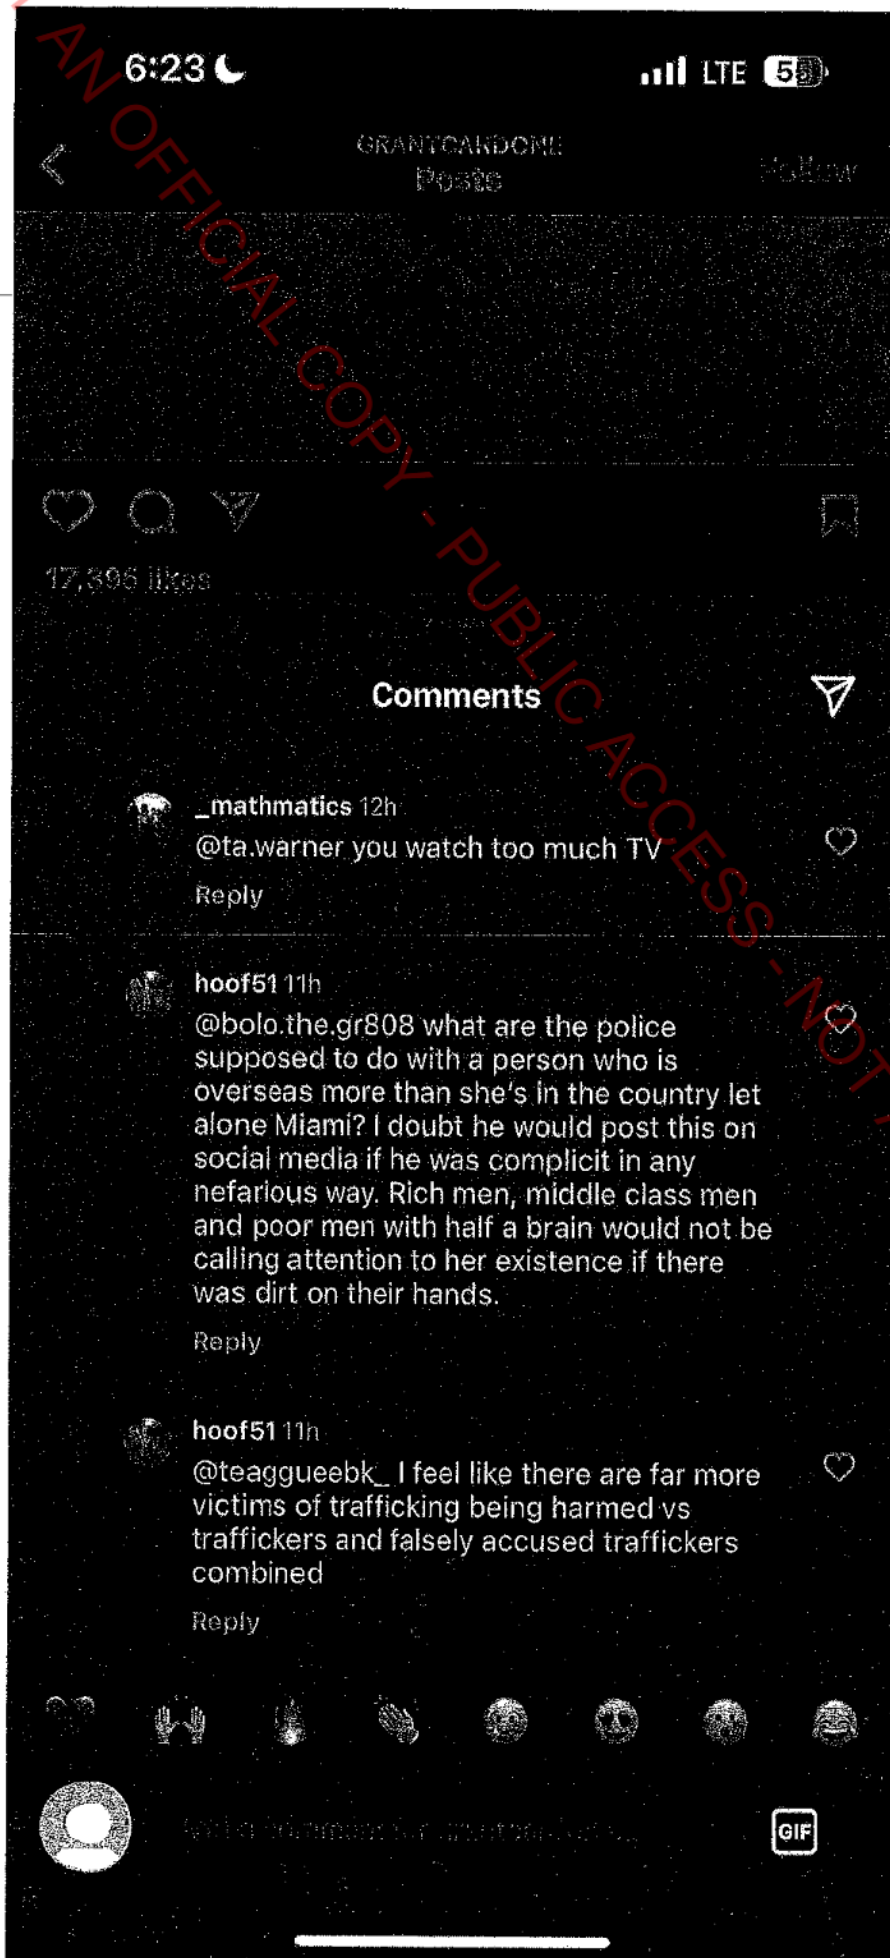 6:23
LTE
GRANTCARDONE
Posts
Follow
17,395 likes
Comments
_mathmatics 12h
@ta.warner you watch too much TV
Reply
hoof51 11h
@bolo.the.gr808 what are the police
supposed to do with a person who is
overseas more than she's in the country let
alone Miami? I doubt he would post this on
social media if he was complicit in any
nefarious way. Rich men, middle class men
and poor men with half a brain would not be
calling attention to her existence if there
was dirt on their hands.
Reply
hoof51 11h
@teaggueebk_ I feel like there are far more
victims of trafficking being harmed vs
traffickers and falsely accused traffickers
combined
Reply
GIF
AN OFFICIAL COPY - PUBLIC ACCESS - NOT